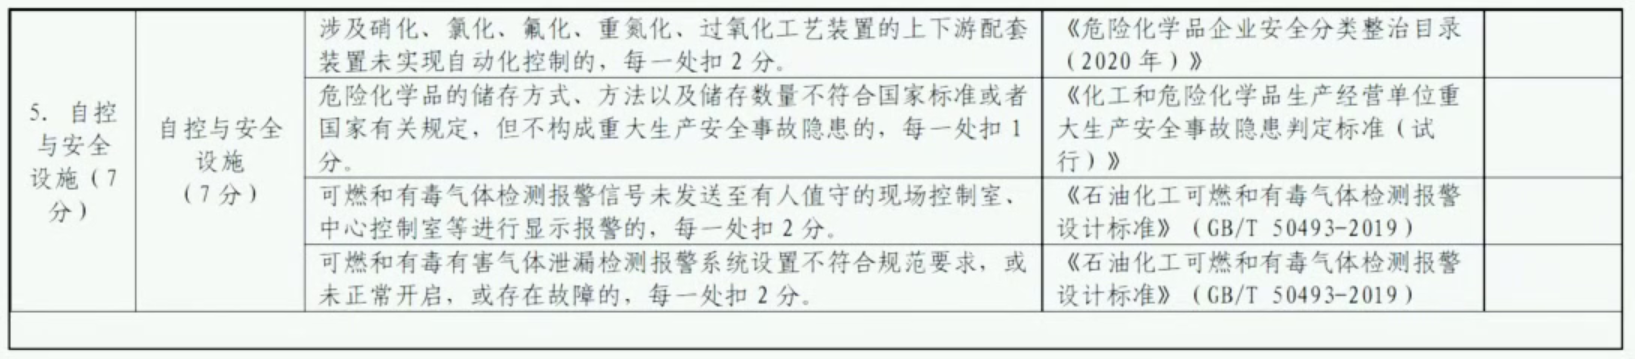 涉及硝化、氯化、氟化、重氮化、过氧化工艺装置的上下游配套
装置未实现自动化控制的，每一处扣 2 分。
《危险化学品企业安全分类整治目录
（2020 年）》
5. 自控
与安全
设施（7
分）
自控与安全
设施
（7 分）
危险化学品的储存方式、方法以及储存数量不符合国家标准或者
国家有关规定，但不构成重大生产安全事故隐患的，每一处扣 1
分。
《化工和危险化学品生产经营单位重
大生产安全事故隐患判定标准（试
行）》
可燃和有毒气体检测报警信号未发送至有人值守的现场控制室、
中心控制室等进行显示报警的，每一处扣 2 分。
《石油化工可燃和有毒气体检测报警
设计标准》（GB/T 50493-2019）
可燃和有毒有害气体泄漏检测报警系统设置不符合规范要求，或
未正常开启，或存在故障的，每一处扣 2 分。
《石油化工可燃和有毒气体检测报警
设计标准》（GB/T 50493-2019）